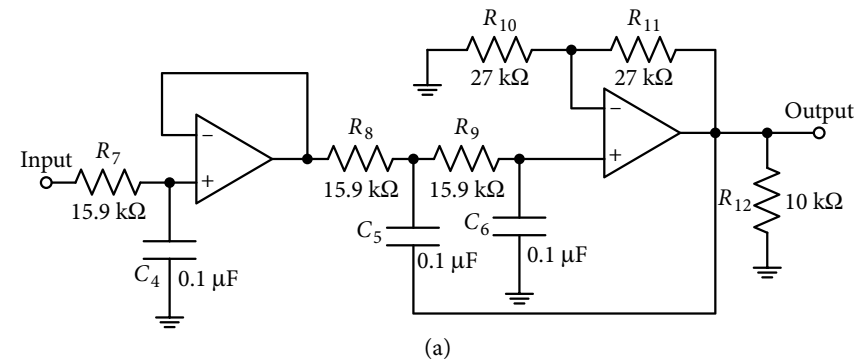 R10
27 kΩ
R11
27 kΩ
Output
Input
R7
15.9 kΩ
R8
15.9 kΩ
R9
15.9 kΩ
−
+
−
+
R12
10 kΩ
C4
0.1 μF
C5
0.1 μF
C6
0.1 μF
(a)